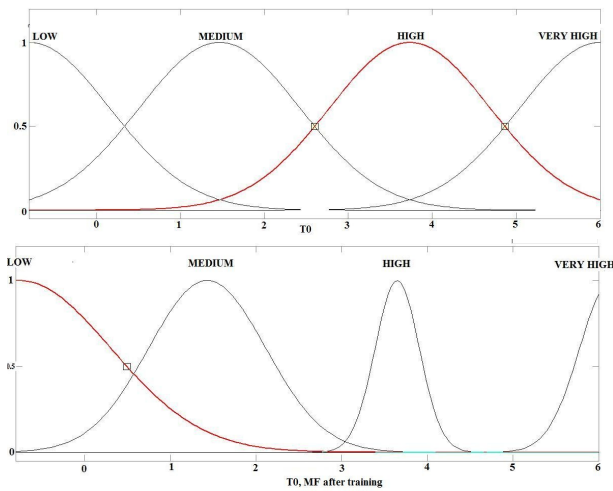 LOW MEDIUM HIGH VERY HIGH
1
0.5
0
0 1 2 3 4 5 6
T0
LOW MEDIUM HIGH VERY HIGH
1
0.5
0
0 1 2 3 4 5 6
T0, MF after training